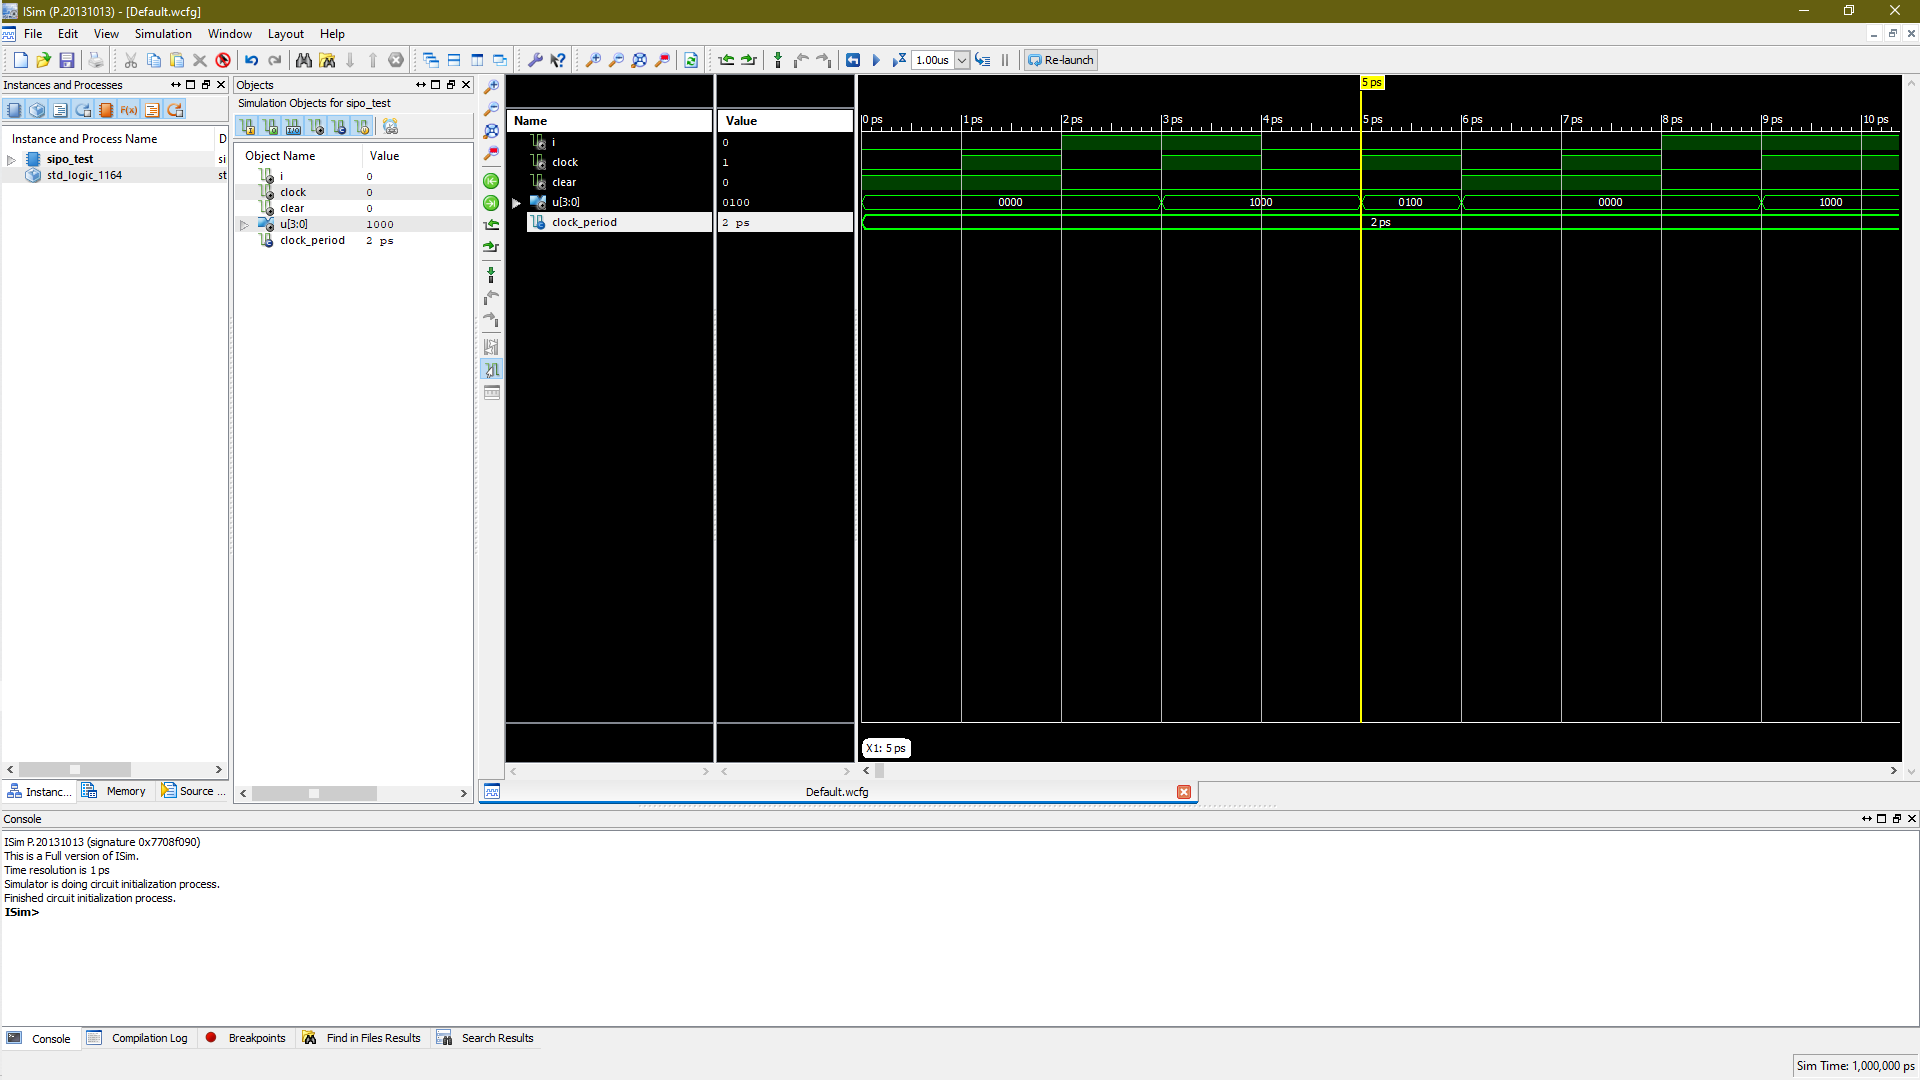 ISim (P.20131013) - [Default.wcfg]
File Edit View Simulation Window Layout Help
1.00us Re-launch
Instances and Processes
Instance and Process Name D
sipo_test si
std_logic_1164 st
Instanc... Memory Source ...
Objects
Simulation Objects for sipo_test
Object Name Value
i 0
clock 0
clear 0
u[3:0] 1000
clock_period 2 ps
Name Value
i 0
clock 1
clear 0
u[3:0] 0100
clock_period 2 ps
5 ps
0 ps 1 ps 2 ps 3 ps 4 ps 5 ps 6 ps 7 ps 8 ps 9 ps 10 ps
0000 1000 0100 0000 1000
2 ps
X1: 5 ps
Default.wcfg
Console
ISim P.20131013 (signature 0x7708f090)
This is a Full version of ISim.
Time resolution is 1 ps
Simulator is doing circuit initialization process.
Finished circuit initialization process.
ISim>
Console Compilation Log Breakpoints Find in Files Results Search Results
Sim Time: 1,000,000 ps